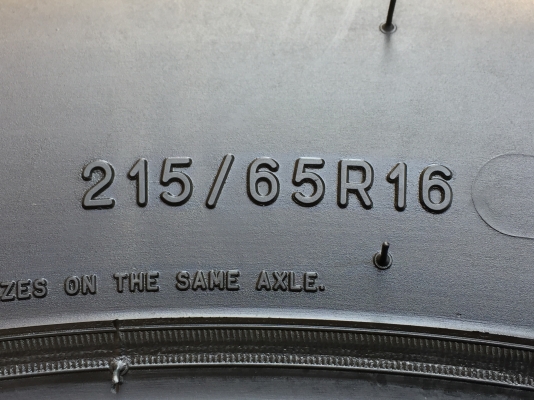 215/65R16
ZES ON THE SAME AXLE.